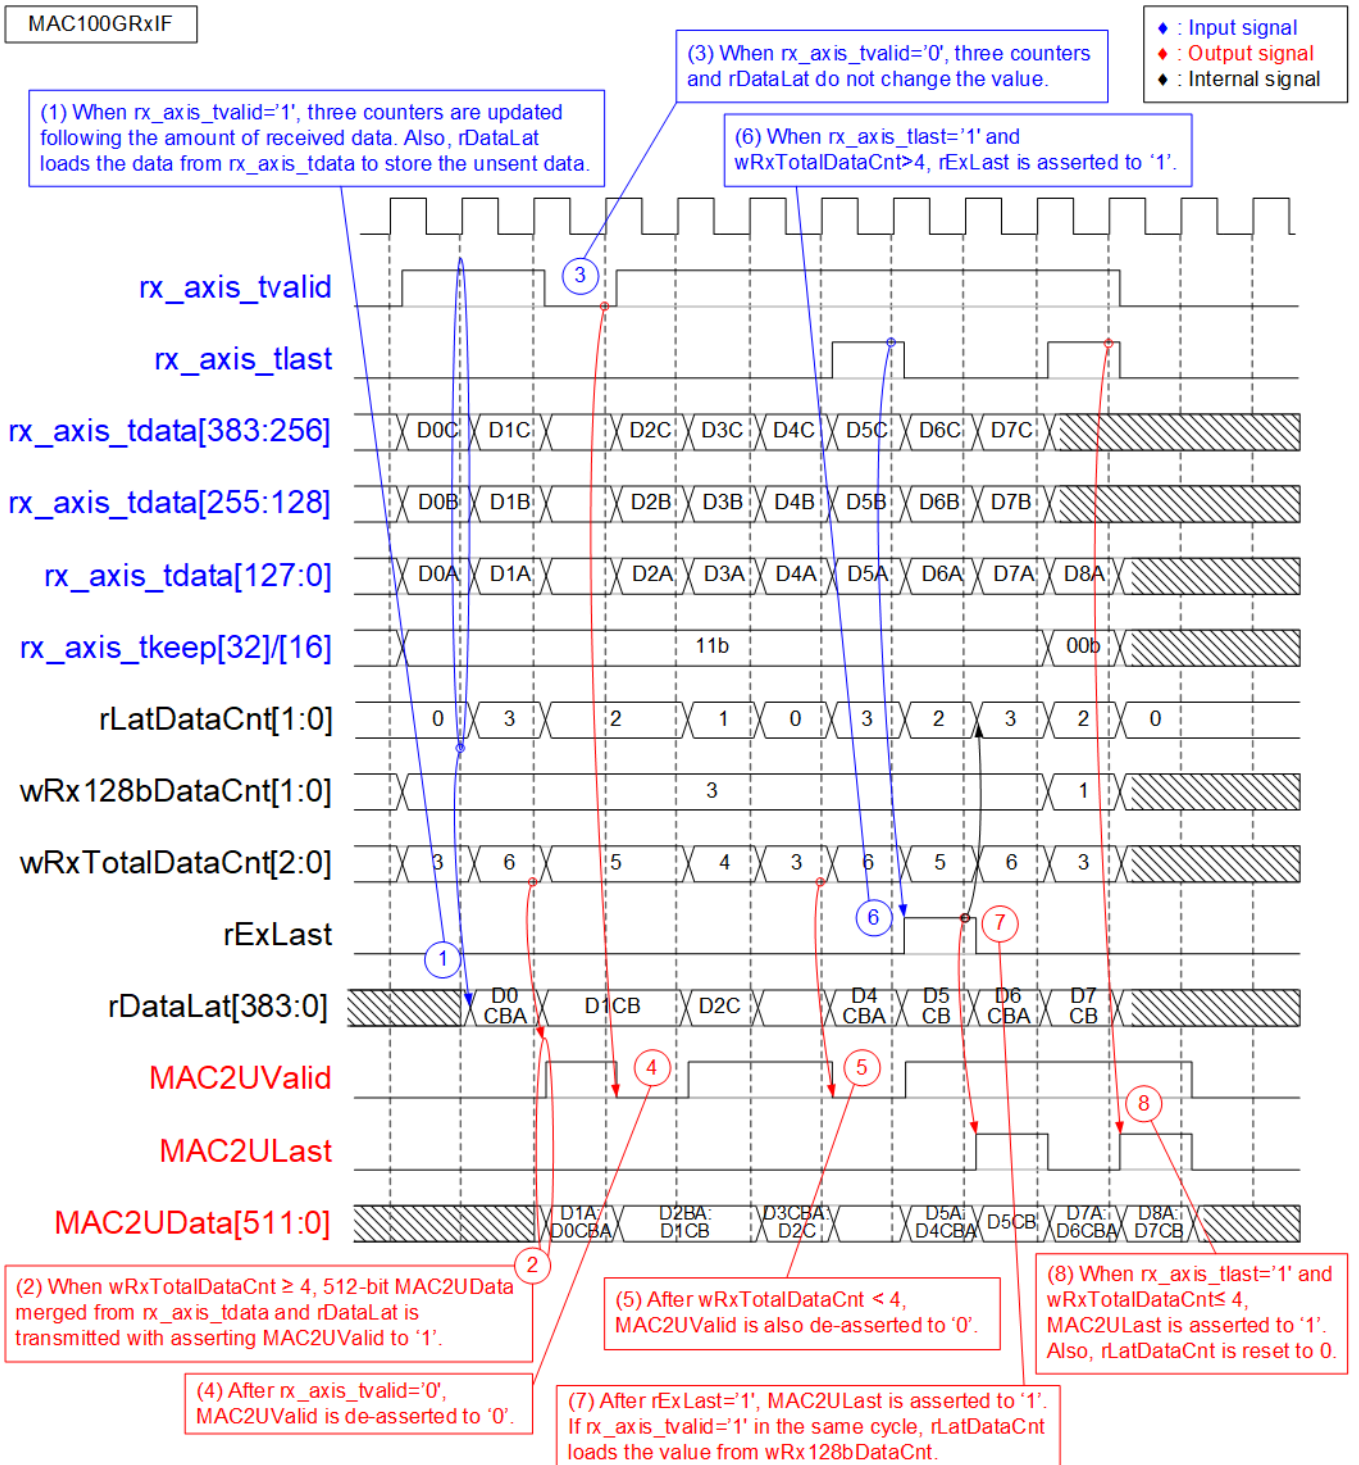 MAC100GRxIF
♦ : Input signal
♦ : Output signal
♦ : Internal signal
(3) When rx_axis_tvalid='0', three counters
and rDataLat do not change the value.
(1) When rx_axis_tvalid='1', three counters are updated
following the amount of received data. Also, rDataLat
loads the data from rx_axis_tdata to store the unsent data.
(6) When rx_axis_tlast='1' and
wRxTotalDataCnt>4, rExLast is asserted to ‘1’.
rx_axis_tvalid 3
rx_axis_tlast
rx_axis_tdata[383:256] D0C D1C D2C D3C D4C D5C D6C D7C
rx_axis_tdata[255:128] D0B D1B D2B D3B D4B D5B D6B D7B
rx_axis_tdata[127:0] D0A D1A D2A D3A D4A D5A D6A D7A D8A
rx_axis_tkeep[32]/[16] 11b 00b
rLatDataCnt[1:0] 0 3 2 1 0 3 2 3 2 0
wRx128bDataCnt[1:0] 3 1
wRxTotalDataCnt[2:0] 3 6 5 4 3 6 5 6 3
rExLast 1 6 7
rDataLat[383:0] D0 CBA D1CB D2C D4 CBA D5 CB D6 CBA D7 CB
MAC2UValid 4 5
8
MAC2ULast
MAC2UData[511:0] D1A: D0CBA D2BA: D1CB D3CBA: D2C D5A: D4CBA D5CB D7A: D6CBA D8A: D7CB
2
(2) When wRxTotalDataCnt ≥ 4, 512-bit MAC2UData
merged from rx_axis_tdata and rDataLat is
transmitted with asserting MAC2UValid to ‘1’.
(5) After wRxTotalDataCnt < 4,
MAC2UValid is also de-asserted to ‘0’.
(8) When rx_axis_tlast='1' and
wRxTotalDataCnt≤ 4,
MAC2ULast is asserted to ‘1’.
Also, rLatDataCnt is reset to 0.
(4) After rx_axis_tvalid='0',
MAC2UValid is de-asserted to ‘0’.
(7) After rExLast='1', MAC2ULast is asserted to ‘1’.
If rx_axis_tvalid='1' in the same cycle, rLatDataCnt
loads the value from wRx128bDataCnt.